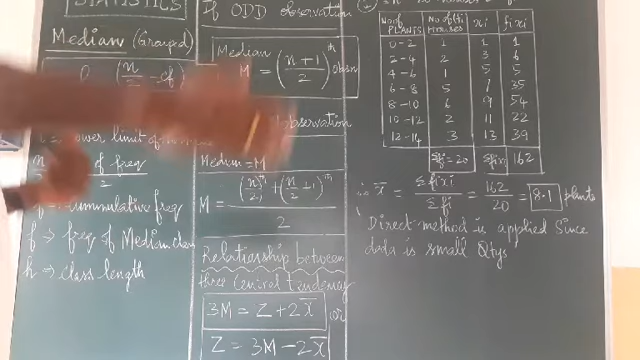 STATISTICS
Median (Grouped)
(n/2 - cf)
lower limit of
of freq
2
cummulative freq
f ⇒ freq of Median class
h ⇒ class length
If ODD observation
Median
M = (n+1/2)th Obsn
observation
Median = M
M = (n/2)th + (n/2 + 1)th
2
Relationship between
three Central tendency
3M = Z + 2x̄ or
Z = 3M - 2x̄
No of PLANTS No of Houses xi fixi
0-2 1 1 1
2-4 2 3 6
4-6 1 5 5
6-8 5 7 35
8-10 6 9 54
10-12 2 11 22
12-14 3 13 39
Σfi = 20 Σfixi 162
∴ x̄ = Σfixi/Σfi = 162/20 = 8.1 plants
Direct method is applied Since
data is small Qtys